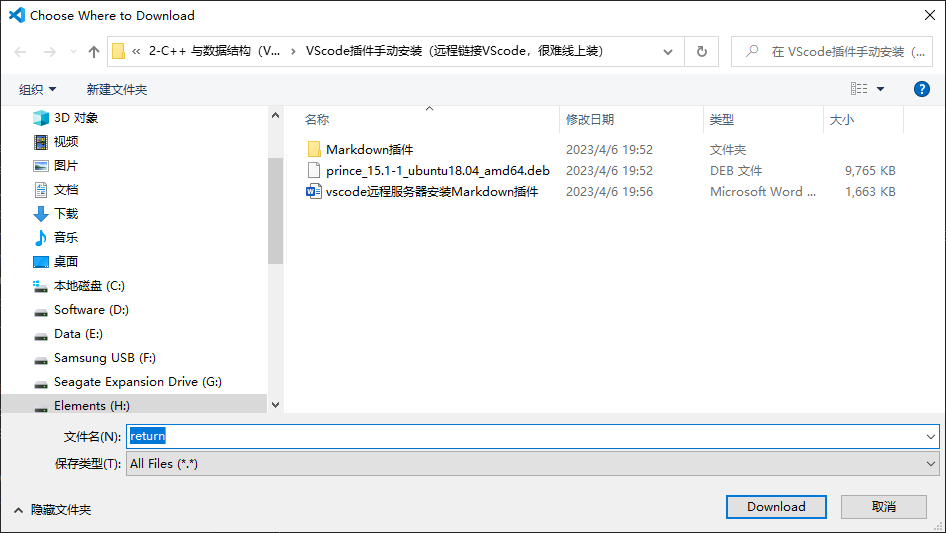 Choose Where to Download
« 2-C++ 与数据结构（V... › VScode插件手动安装（远程链接VScode，很难线上装）
在 VScode插件手动安装（...
组织 新建文件夹
名称 修改日期 类型 大小
3D 对象
视频
图片
文档
下载
音乐
桌面
本地磁盘 (C:)
Software (D:)
Data (E:)
Samsung USB (F:)
Seagate Expansion Drive (G:)
Elements (H:)
Markdown插件 2023/4/6 19:52 文件夹
prince_15.1-1_ubuntu18.04_amd64.deb 2023/4/6 19:52 DEB 文件 9,765 KB
vscode远程服务器安装Markdown插件 2023/4/6 19:56 Microsoft Word ... 1,663 KB
文件名(N): return
保存类型(T): All Files (*.*)
隐藏文件夹 Download 取消